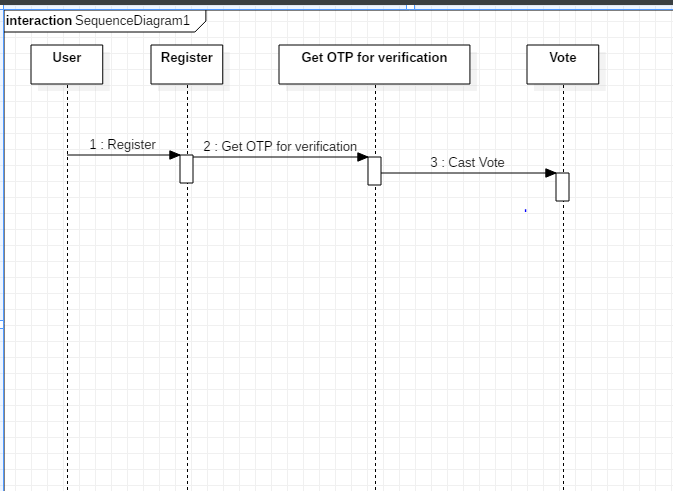 interaction SequenceDiagram1
User
Register
Get OTP for verification
Vote
1 : Register
2 : Get OTP for verification
3 : Cast Vote